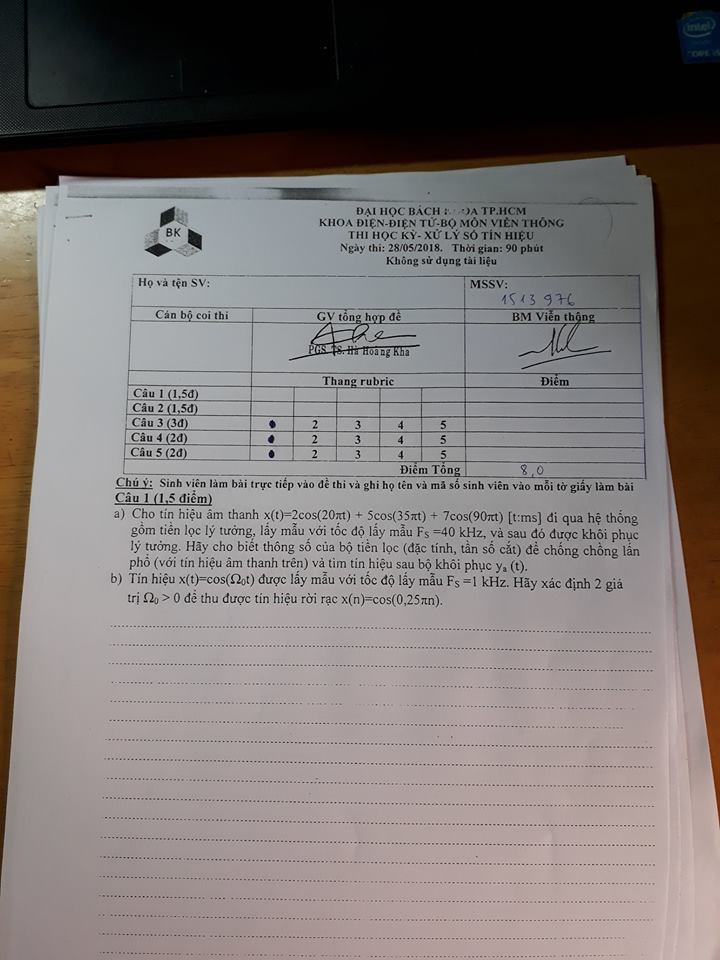 intel
BK
ĐẠI HỌC BÁCH KHOA TP.HCM
KHOA ĐIỆN-ĐIỆN TỬ-BỘ MÔN VIỄN THÔNG
THI HỌC KỲ- XỬ LÝ SỐ TÍN HIỆU
Ngày thi: 28/05/2018. Thời gian: 90 phút
Không sử dụng tài liệu
Họ và tện SV: MSSV:
1513976
Cán bộ coi thi GV tổng hợp đề BM Viễn thông
PGS. TS. Hà Hoàng Kha
Thang rubric Điểm
Câu 1 (1,5đ)
Câu 2 (1,5đ)
Câu 3 (3đ) 2 3 4 5
Câu 4 (2đ) 2 3 4 5
Câu 5 (2đ) 2 3 4 5
Điểm Tổng 8,0
Chú ý: Sinh viên làm bài trực tiếp vào đề thi và ghi họ tên và mã số sinh viên vào mỗi tờ giấy làm bài
Câu 1 (1,5 điểm)
a) Cho tín hiệu âm thanh x(t)=2cos(20πt) + 5cos(35πt) + 7cos(90πt) [t:ms] đi qua hệ thống
gồm tiền lọc lý tưởng, lấy mẫu với tốc độ lấy mẫu FS =40 kHz, và sau đó được khôi phục
lý tưởng. Hãy cho biết thông số của bộ tiền lọc (đặc tính, tần số cắt) để chống chồng lấn
phổ (với tín hiệu âm thanh trên) và tìm tín hiệu sau bộ khôi phục ya (t).
b) Tín hiệu x(t)=cos(Ω0t) được lấy mẫu với tốc độ lấy mẫu FS =1 kHz. Hãy xác định 2 giá
trị Ω0 > 0 để thu được tín hiệu rời rạc x(n)=cos(0,25πn).